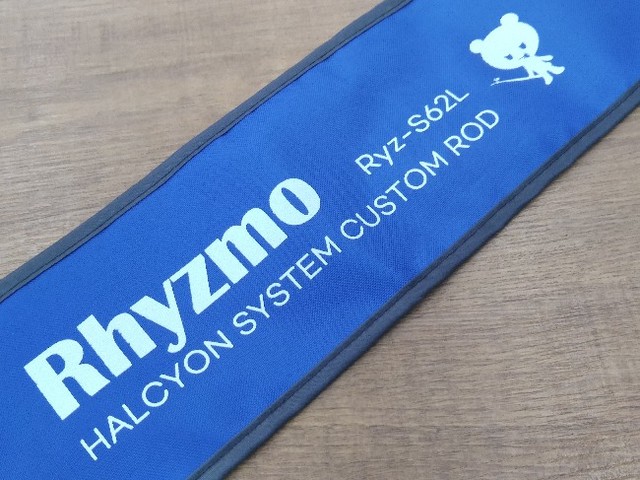 Ryz-S62L
Rhyzmo
HALCYON SYSTEM CUSTOM ROD